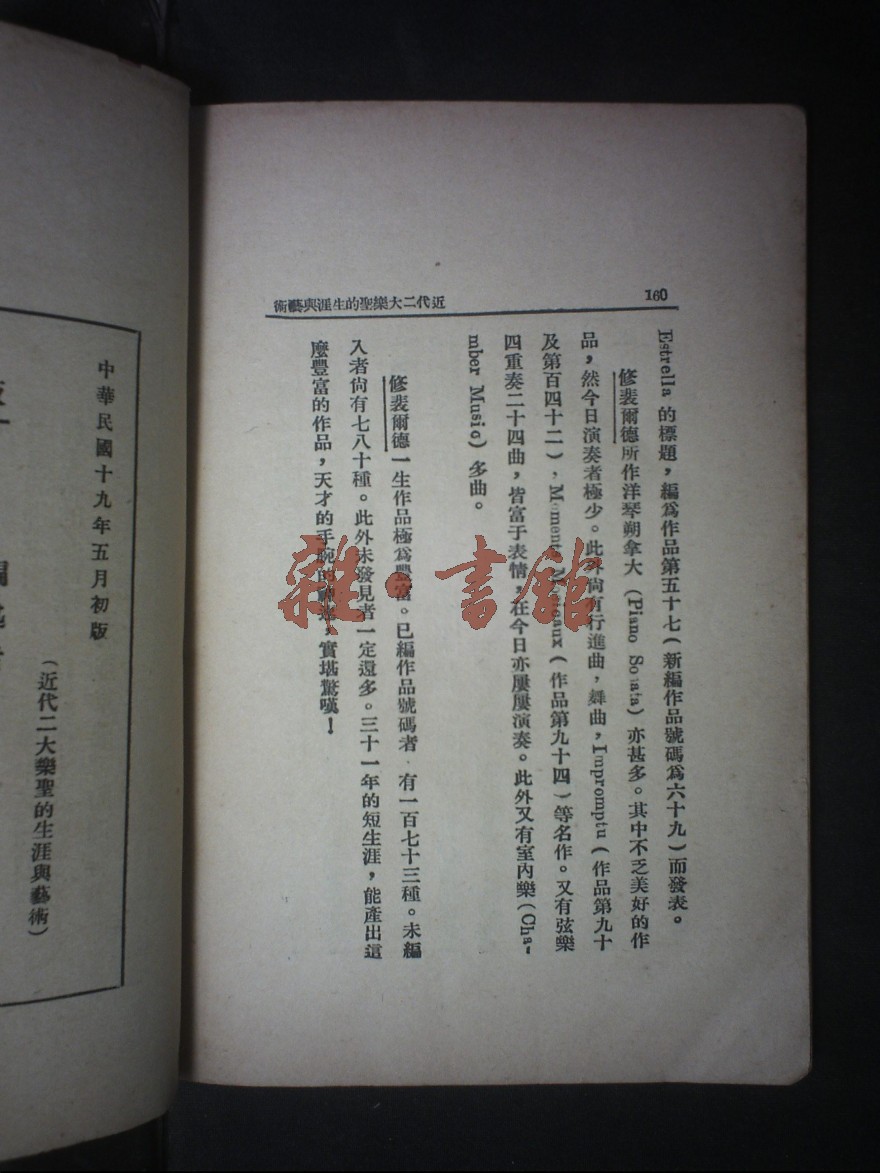 160
近代二大樂聖的生涯與藝術
Estrella 的標題，編爲作品第五十七（新編作品號碼爲六十九）而發表。
修裴爾德所作洋琴朔拿大（Piano Sonata）亦甚多。其中不乏美好的作
品，然今日演奏者極少。此外尚有行進曲，舞曲，Impromptu（作品第九十
及第百四十二），Moments Musicaux（作品第九十四）等名作。又有弦樂
四重奏二十四曲，皆富于表情，在今日亦屢屢演奏。此外又有室內樂（Cha-
mber Music）多曲。
修裴爾德一生作品極爲豐富。已編作品號碼者 有一百七十三種。未編
入者尚有七八十種。此外未發見者一定還多。三十一年的短生涯，能產出這
麼豐富的作品，天才的手腕的，實堪驚嘆！
雜·書館
中華民國十九年五月初版
（近代二大樂聖的生涯與藝術）